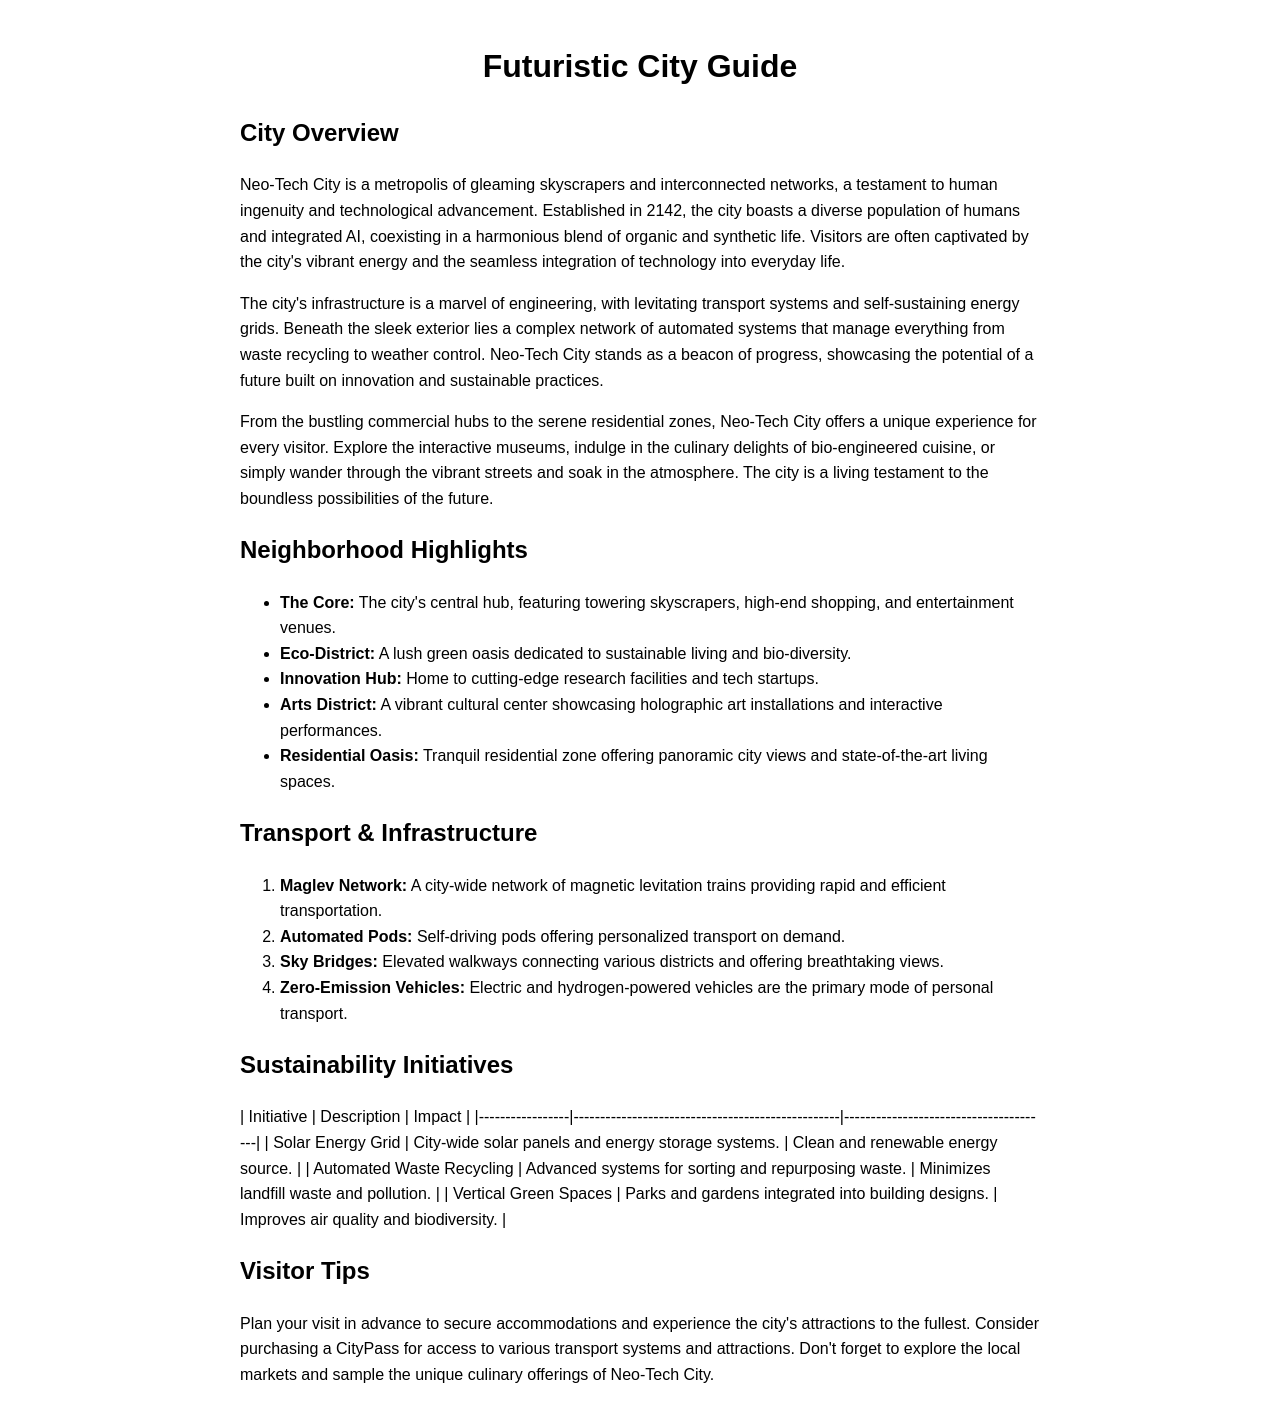 Futuristic City Guide
City Overview
Neo-Tech City is a metropolis of gleaming skyscrapers and interconnected networks, a testament to human
ingenuity and technological advancement. Established in 2142, the city boasts a diverse population of humans
and integrated AI, coexisting in a harmonious blend of organic and synthetic life. Visitors are often captivated by
the city's vibrant energy and the seamless integration of technology into everyday life.
The city's infrastructure is a marvel of engineering, with levitating transport systems and self-sustaining energy
grids. Beneath the sleek exterior lies a complex network of automated systems that manage everything from
waste recycling to weather control. Neo-Tech City stands as a beacon of progress, showcasing the potential of a
future built on innovation and sustainable practices.
From the bustling commercial hubs to the serene residential zones, Neo-Tech City offers a unique experience for
every visitor. Explore the interactive museums, indulge in the culinary delights of bio-engineered cuisine, or
simply wander through the vibrant streets and soak in the atmosphere. The city is a living testament to the
boundless possibilities of the future.
Neighborhood Highlights
• The Core: The city's central hub, featuring towering skyscrapers, high-end shopping, and entertainment
venues.
• Eco-District: A lush green oasis dedicated to sustainable living and bio-diversity.
• Innovation Hub: Home to cutting-edge research facilities and tech startups.
• Arts District: A vibrant cultural center showcasing holographic art installations and interactive
performances.
• Residential Oasis: Tranquil residential zone offering panoramic city views and state-of-the-art living
spaces.
Transport & Infrastructure
1. Maglev Network: A city-wide network of magnetic levitation trains providing rapid and efficient
transportation.
2. Automated Pods: Self-driving pods offering personalized transport on demand.
3. Sky Bridges: Elevated walkways connecting various districts and offering breathtaking views.
4. Zero-Emission Vehicles: Electric and hydrogen-powered vehicles are the primary mode of personal
transport.
Sustainability Initiatives
| Initiative | Description | Impact | |-----------------|--------------------------------------------------|------------------------------------
---| | Solar Energy Grid | City-wide solar panels and energy storage systems. | Clean and renewable energy
source. | | Automated Waste Recycling | Advanced systems for sorting and repurposing waste. | Minimizes
landfill waste and pollution. | | Vertical Green Spaces | Parks and gardens integrated into building designs. |
Improves air quality and biodiversity. |
Visitor Tips
Plan your visit in advance to secure accommodations and experience the city's attractions to the fullest. Consider
purchasing a CityPass for access to various transport systems and attractions. Don't forget to explore the local
markets and sample the unique culinary offerings of Neo-Tech City.